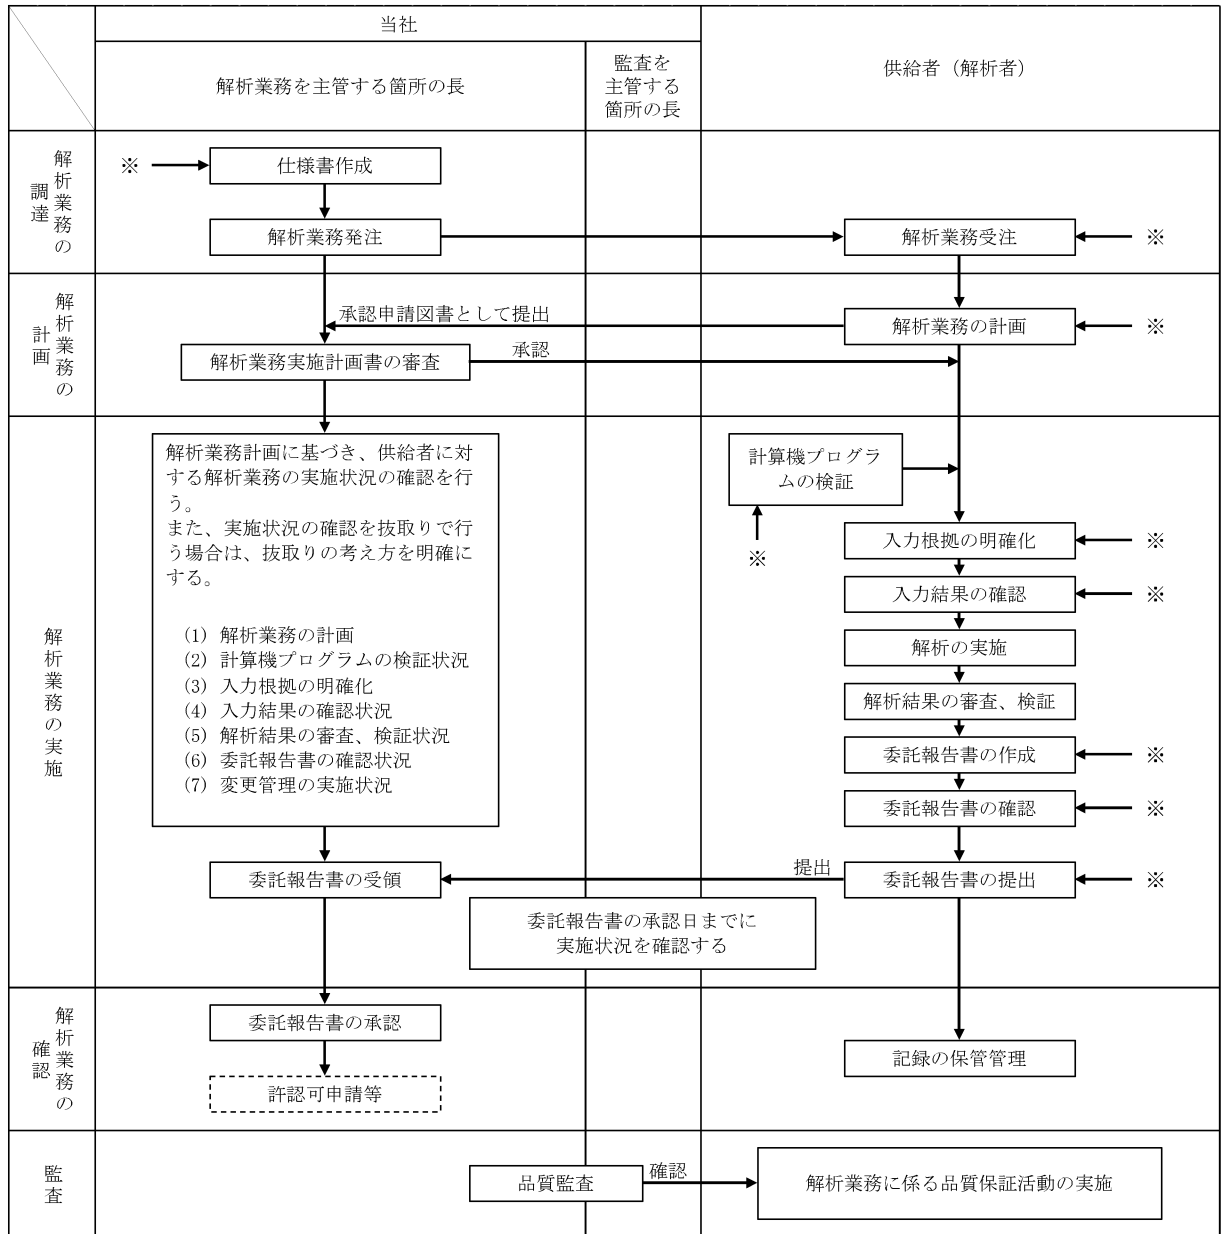 当社
解析業務を主管する箇所の長
監査を
主管する
箇所の長
供給者（解析者）
解析業務の
調達
※
仕様書作成
解析業務発注
解析業務受注
※
解析業務の
計画
承認申請図書として提出
解析業務の計画
※
解析業務実施計画書の審査
承認
解析業務の実施
解析業務計画に基づき、供給者に対
する解析業務の実施状況の確認を行
う。
また、実施状況の確認を抜取りで行
う場合は、抜取りの考え方を明確に
する。
(1) 解析業務の計画
(2) 計算機プログラムの検証状況
(3) 入力根拠の明確化
(4) 入力結果の確認状況
(5) 解析結果の審査、検証状況
(6) 委託報告書の確認状況
(7) 変更管理の実施状況
計算機プログラ
ムの検証
※
入力根拠の明確化
※
入力結果の確認
※
解析の実施
解析結果の審査、検証
委託報告書の作成
※
委託報告書の確認
※
委託報告書の受領
提出
委託報告書の提出
※
委託報告書の承認日までに
実施状況を確認する
解析業務の
確認
委託報告書の承認
記録の保管管理
許認可申請等
監査
品質監査
確認
解析業務に係る品質保証活動の実施